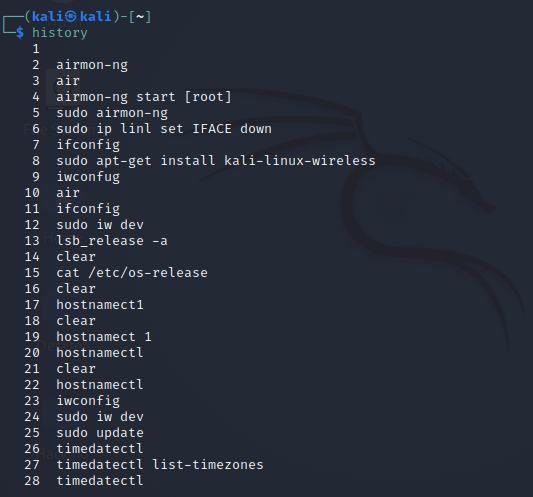 ┌──(kali㉿kali)-[~]
└─$ history
1
2 airmon-ng
3 air
4 airmon-ng start [root]
5 sudo airmon-ng
6 sudo ip linl set IFACE down
7 ifconfig
8 sudo apt-get install kali-linux-wireless
9 iwconfug
10 air
11 ifconfig
12 sudo iw dev
13 lsb_release -a
14 clear
15 cat /etc/os-release
16 clear
17 hostnamect1
18 clear
19 hostnamect 1
20 hostnamectl
21 clear
22 hostnamectl
23 iwconfig
24 sudo iw dev
25 sudo update
26 timedatectl
27 timedatectl list-timezones
28 timedatectl